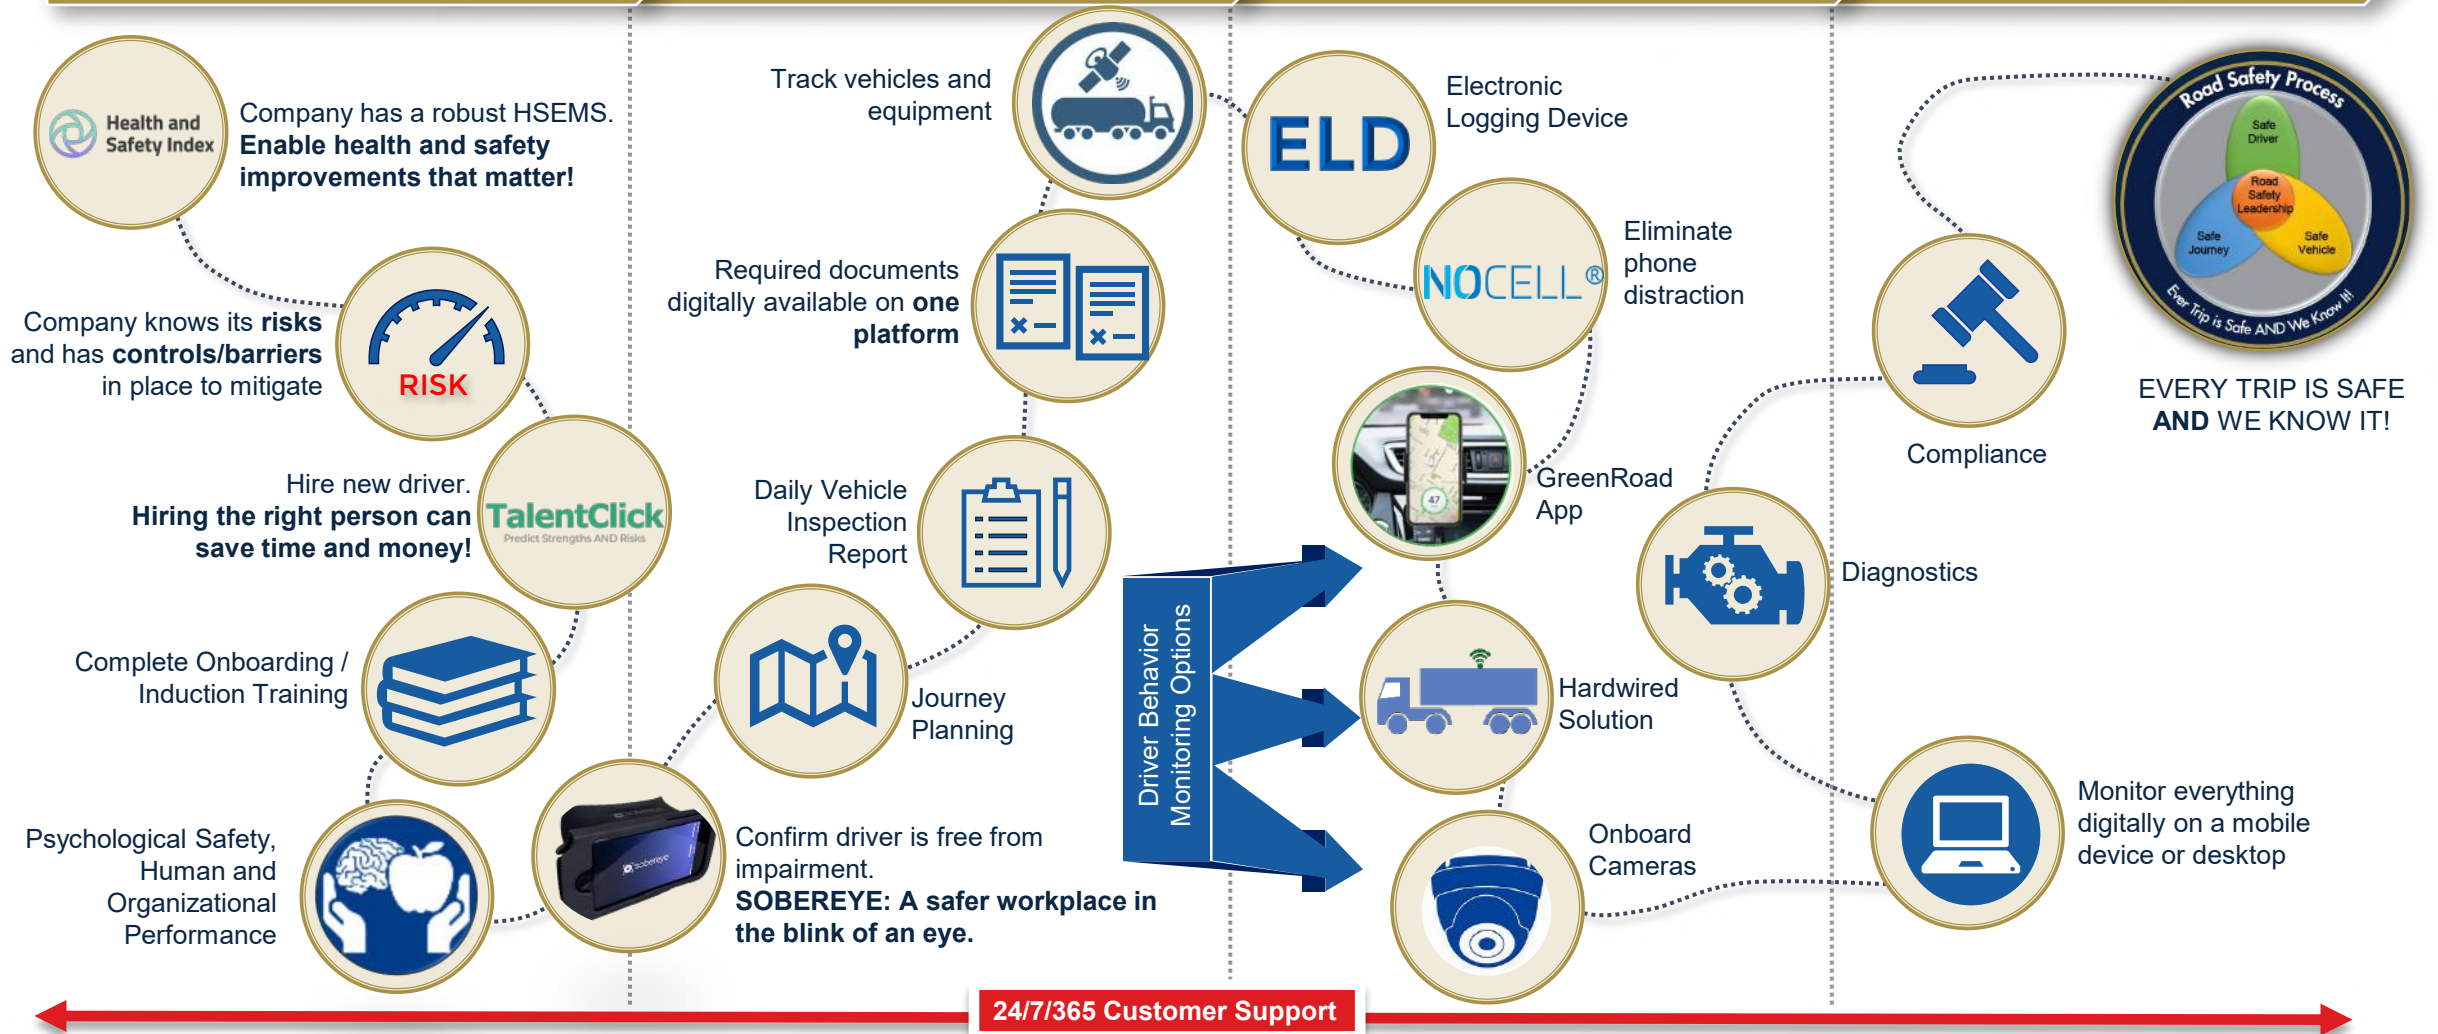 Health and
Safety Index
Company has a robust HSEMS.
Enable health and safety
improvements that matter!
Company knows its risks
and has controls/barriers
in place to mitigate
RISK
Hire new driver.
Hiring the right person can
save time and money!
TalentClick
Predict Strengths AND Risks
Complete Onboarding /
Induction Training
Psychological Safety,
Human and
Organizational
Performance
sobereye
Confirm driver is free from
impairment.
SOBEREYE: A safer workplace in
the blink of an eye.
Journey
Planning
Daily Vehicle
Inspection
Report
Required documents
digitally available on one
platform
Track vehicles and
equipment
ELD
Electronic
Logging Device
NOCELL®
Eliminate
phone
distraction
47
GreenRoad
App
Driver Behavior
Monitoring Options
Hardwired
Solution
Onboard
Cameras
Monitor everything
digitally on a mobile
device or desktop
Diagnostics
Compliance
Road Safety Process
Safe
Driver
Road
Safety
Leadership
Safe
Journey
Safe
Vehicle
Ever Trip is Safe AND We Know It!
EVERY TRIP IS SAFE
AND WE KNOW IT!
24/7/365 Customer Support